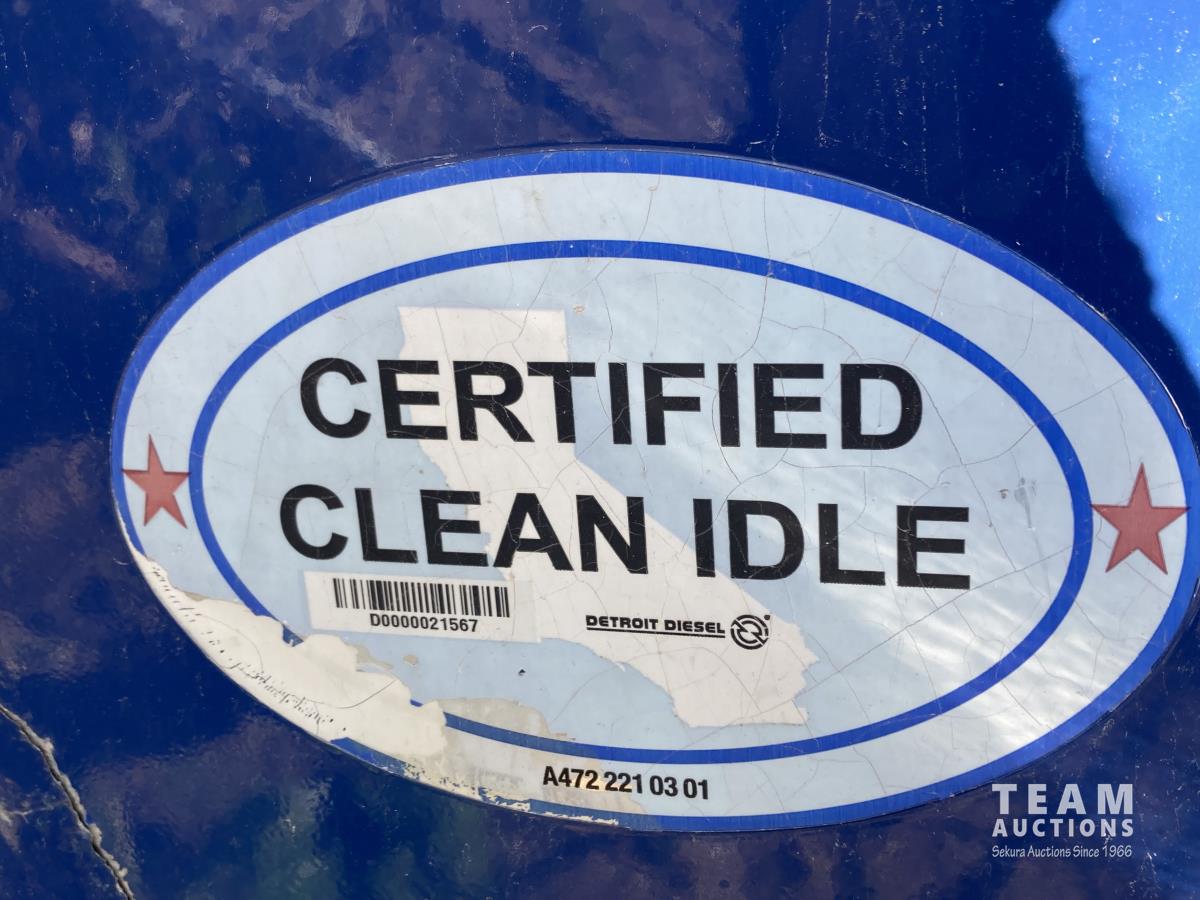 CERTIFIED
CLEAN IDLE
D0000021567
DETROIT DIESEL
A472 221 03 01
TEAM
AUCTIONS
Sekura Auctions Since 1966